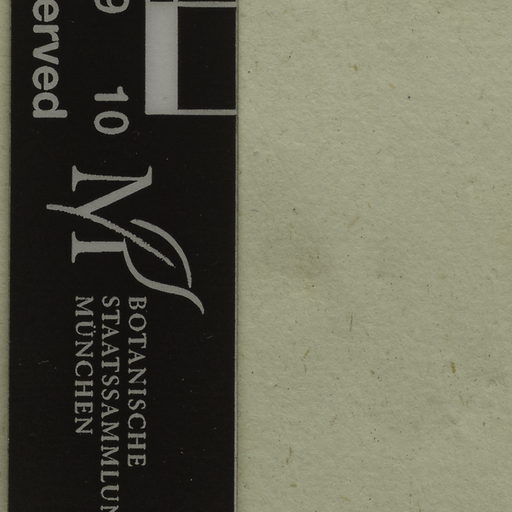 erved
9 10
BOTANISCHE
STAATSSAMMLUN
MÜNCHEN